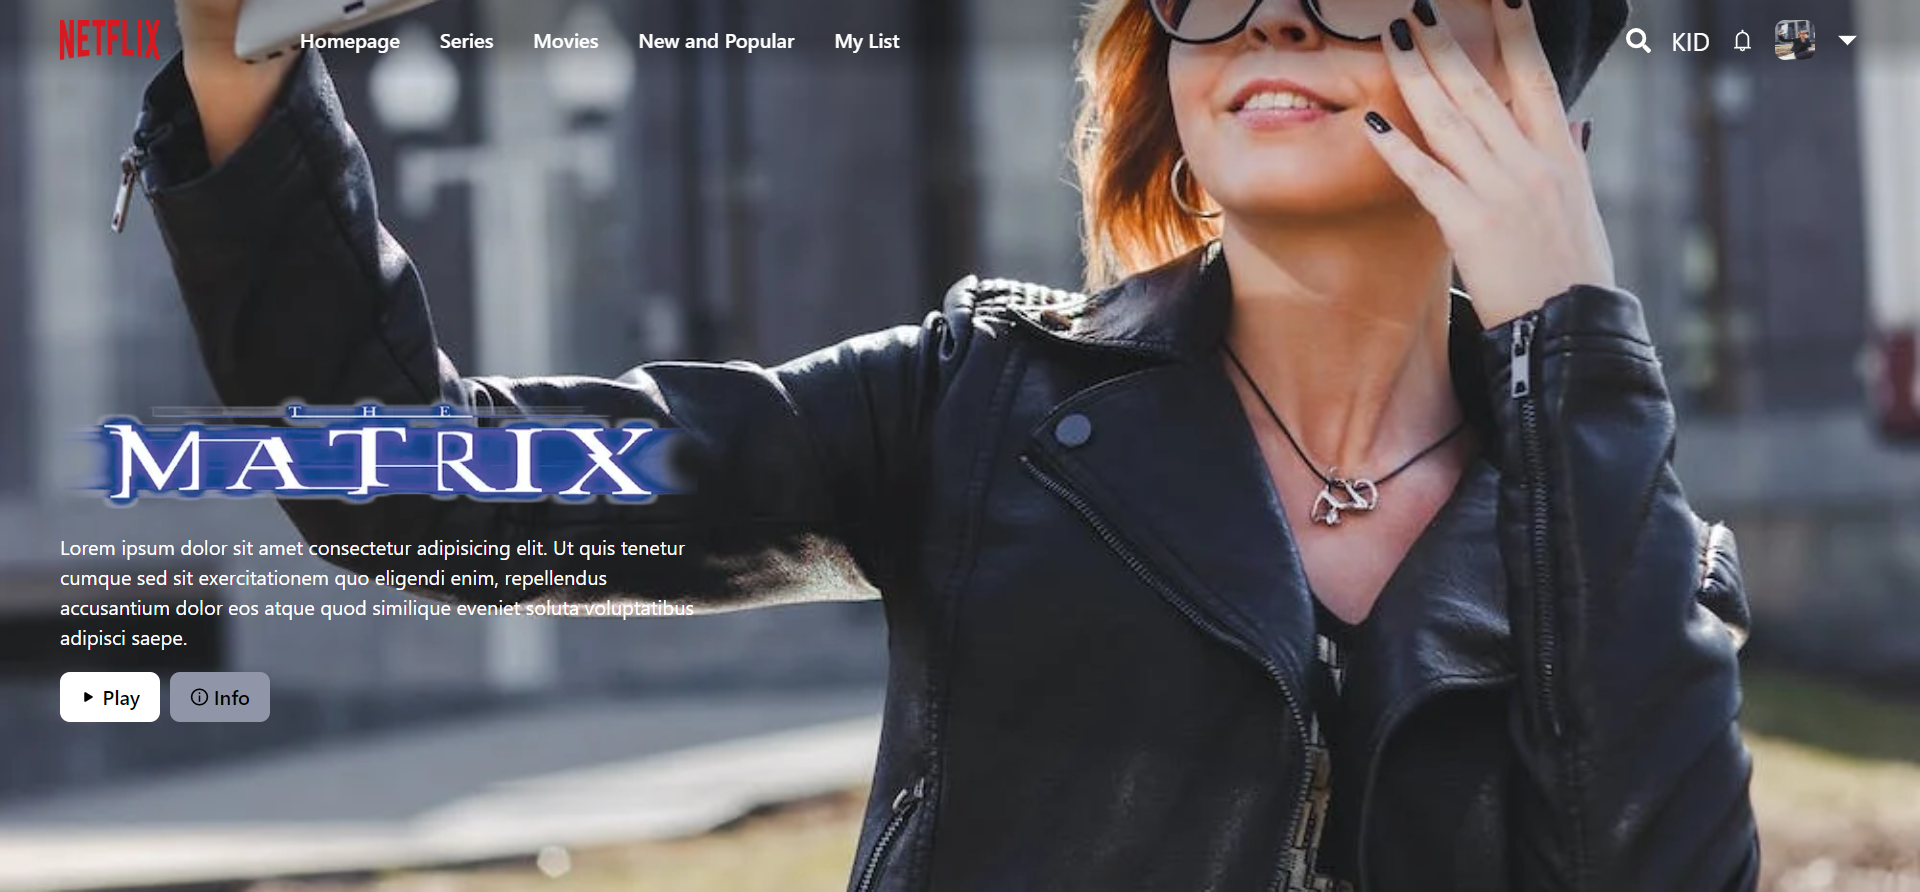 NETFLIX
Homepage Series Movies New and Popular My List
KID
THE
MATRIX
Lorem ipsum dolor sit amet consectetur adipisicing elit. Ut quis tenetur
cumque sed sit exercitationem quo eligendi enim, repellendus
accusantium dolor eos atque quod similique eveniet soluta voluptatibus
adipisci saepe.
Play
Info